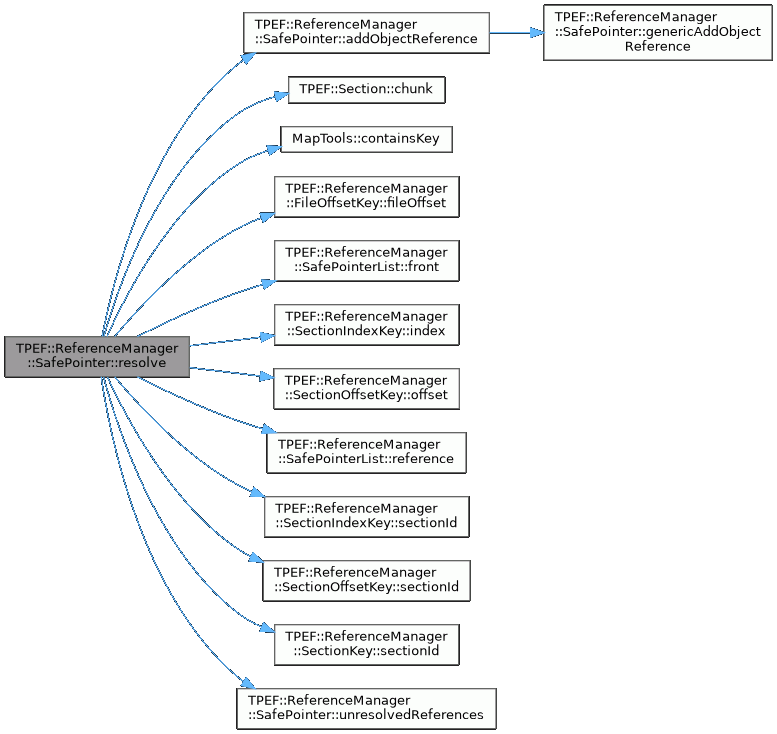 TPEF::ReferenceManager
::SafePointer::addObjectReference
TPEF::ReferenceManager
::SafePointer::genericAddObject
Reference
TPEF::Section::chunk
MapTools::containsKey
TPEF::ReferenceManager
::FileOffsetKey::fileOffset
TPEF::ReferenceManager
::SafePointerList::front
TPEF::ReferenceManager
::SectionIndexKey::index
TPEF::ReferenceManager
::SafePointer::resolve
TPEF::ReferenceManager
::SectionOffsetKey::offset
TPEF::ReferenceManager
::SafePointerList::reference
TPEF::ReferenceManager
::SectionIndexKey::sectionId
TPEF::ReferenceManager
::SectionOffsetKey::sectionId
TPEF::ReferenceManager
::SectionKey::sectionId
TPEF::ReferenceManager
::SafePointer::unresolvedReferences